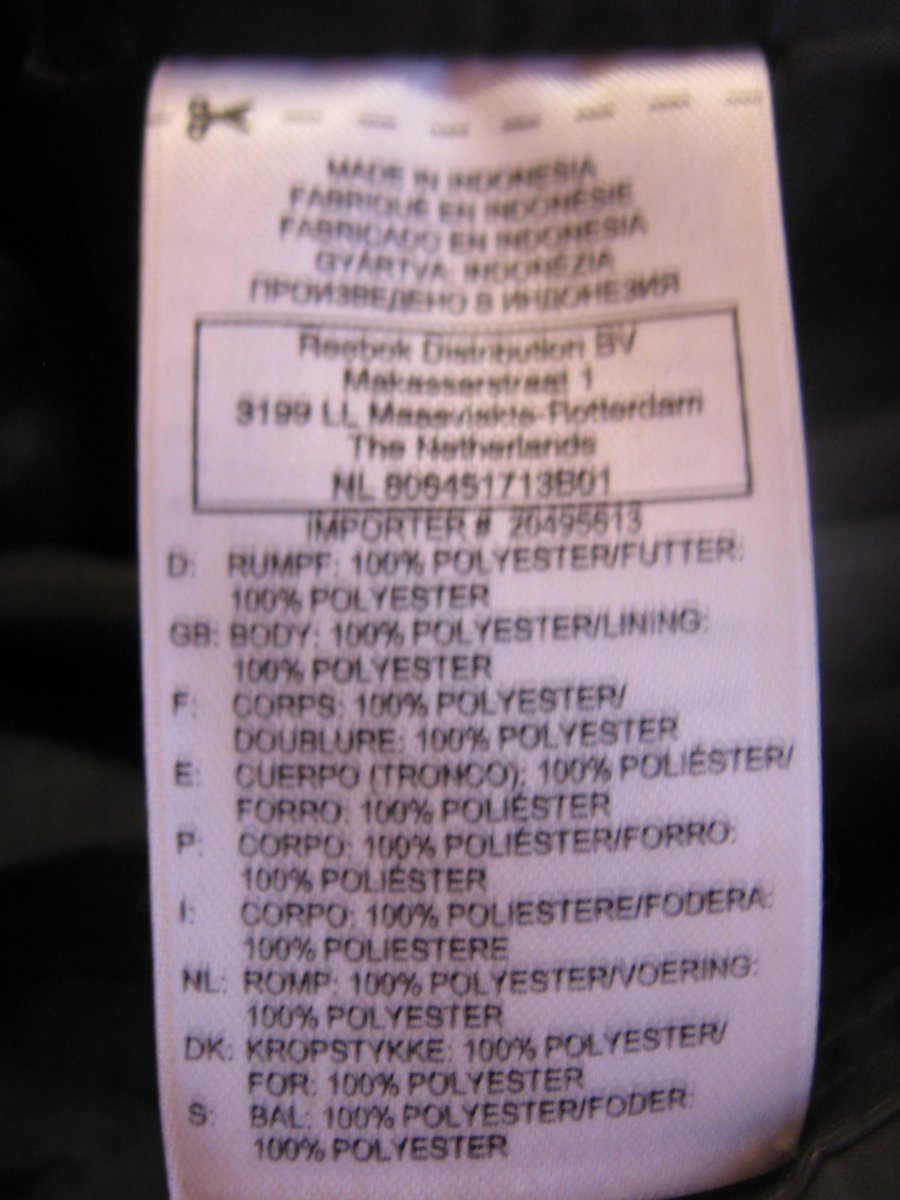 MADE IN INDONESIA
FABRIQUÉ EN INDONÉSIE
FABRICADO EN INDONESIA
GYÁRTVA: INDONÉZIA
ПРОИЗВЕДЕНО В ИНДОНЕЗИЯ
Reebok Distribution BV
Makassarstraat 1
3199 LL Maasvlakte-Rotterdam
The Netherlands
NL 806451713B01
IMPORTER # 20495613
D: RUMPF: 100% POLYESTER/FUTTER:
100% POLYESTER
GB: BODY: 100% POLYESTER/LINING:
100% POLYESTER
F: CORPS: 100% POLYESTER/
DOUBLURE: 100% POLYESTER
E: CUERPO (TRONCO): 100% POLIÉSTER/
FORRO: 100% POLIÉSTER
P: CORPO: 100% POLIÉSTER/FORRO:
100% POLIÉSTER
I: CORPO: 100% POLIESTERE/FODERA:
100% POLIESTERE
NL: ROMP: 100% POLYESTER/VOERING:
100% POLYESTER
DK: KROPSTYKKE: 100% POLYESTER/
FOR: 100% POLYESTER
S: BAL: 100% POLYESTER/FODER:
100% POLYESTER